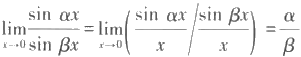 lim_{x→0} sin αx / sin βx = lim_{x→0} ( sin αx / x / sin βx / x ) = α / β